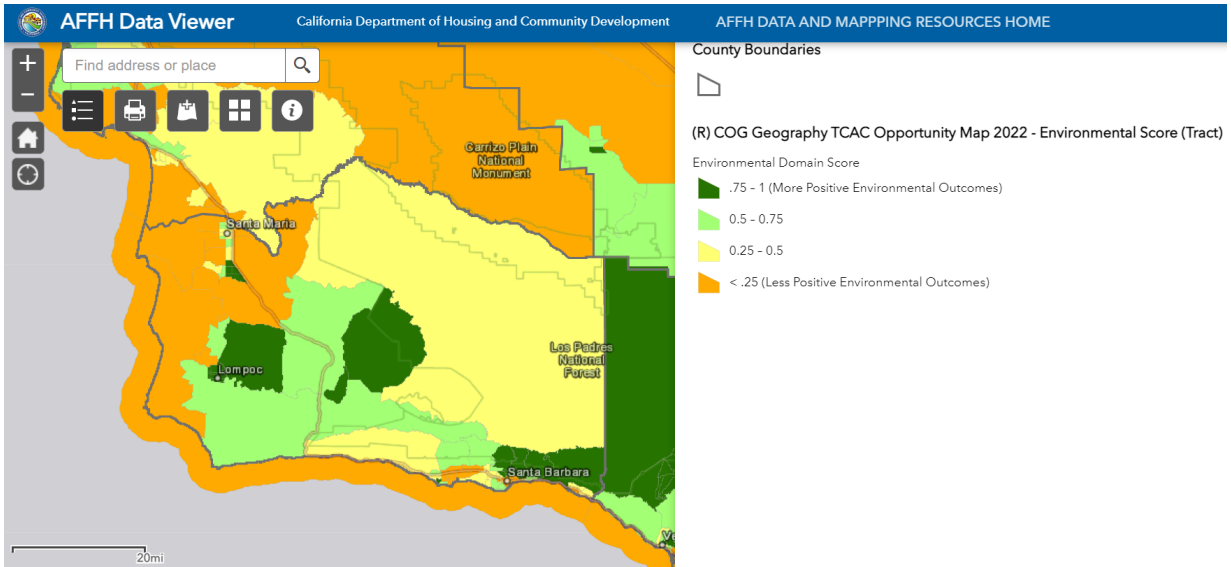 AFFH Data Viewer
California Department of Housing and Community Development
AFFH DATA AND MAPPPING RESOURCES HOME
+
Find address or place
−
Carrizo Plain
National
Monument
Santa Maria
Los Padres
National
Forest
Lompoc
Santa Barbara
Ve
20mi
County Boundaries
(R) COG Geography TCAC Opportunity Map 2022 - Environmental Score (Tract)
Environmental Domain Score
.75 - 1 (More Positive Environmental Outcomes)
0.5 - 0.75
0.25 - 0.5
< .25 (Less Positive Environmental Outcomes)